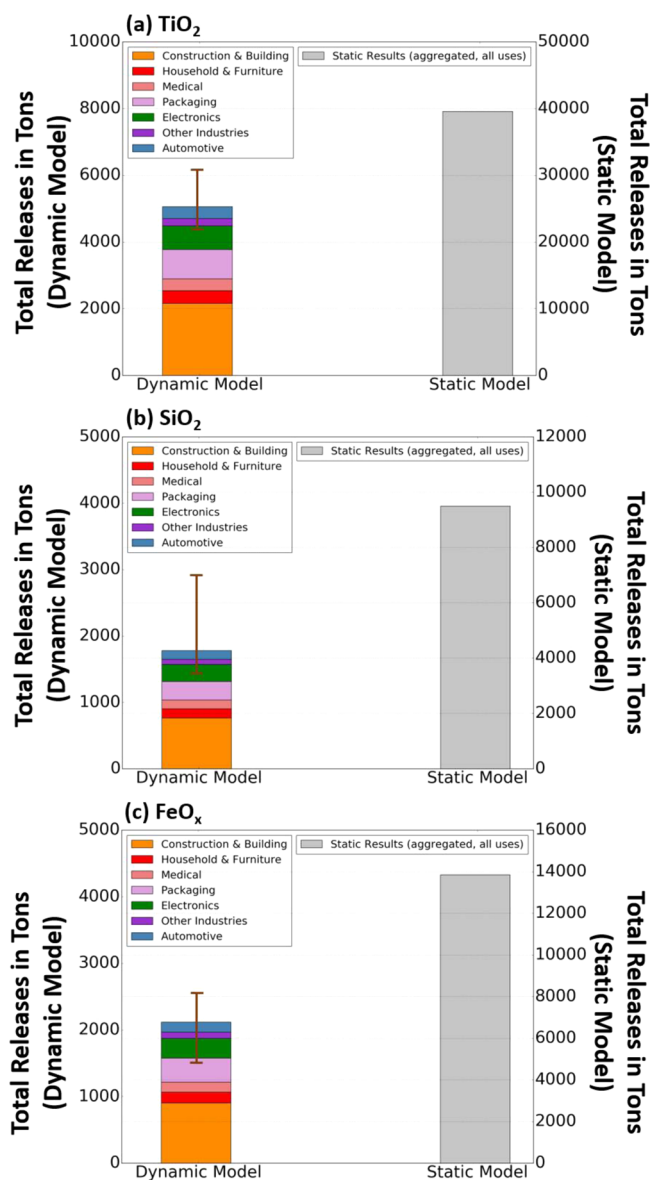 (a) TiO₂
10000
8000
6000
4000
2000
0
Total Releases in Tons
(Dynamic Model)
Construction & Building
Household & Furniture
Medical
Packaging
Electronics
Other Industries
Automotive
Static Results (aggregated, all uses)
50000
40000
30000
20000
10000
0
Total Releases in Tons
(Static Model)
Dynamic Model
Static Model
(b) SiO₂
5000
4000
3000
2000
1000
0
Total Releases in Tons
(Dynamic Model)
Construction & Building
Household & Furniture
Medical
Packaging
Electronics
Other Industries
Automotive
Static Results (aggregated, all uses)
12000
10000
8000
6000
4000
2000
0
Total Releases in Tons
(Static Model)
Dynamic Model
Static Model
(c) FeOₓ
5000
4000
3000
2000
1000
0
Total Releases in Tons
(Dynamic Model)
Construction & Building
Household & Furniture
Medical
Packaging
Electronics
Other Industries
Automotive
Static Results (aggregated, all uses)
16000
14000
12000
10000
8000
6000
4000
2000
0
Total Releases in Tons
(Static Model)
Dynamic Model
Static Model